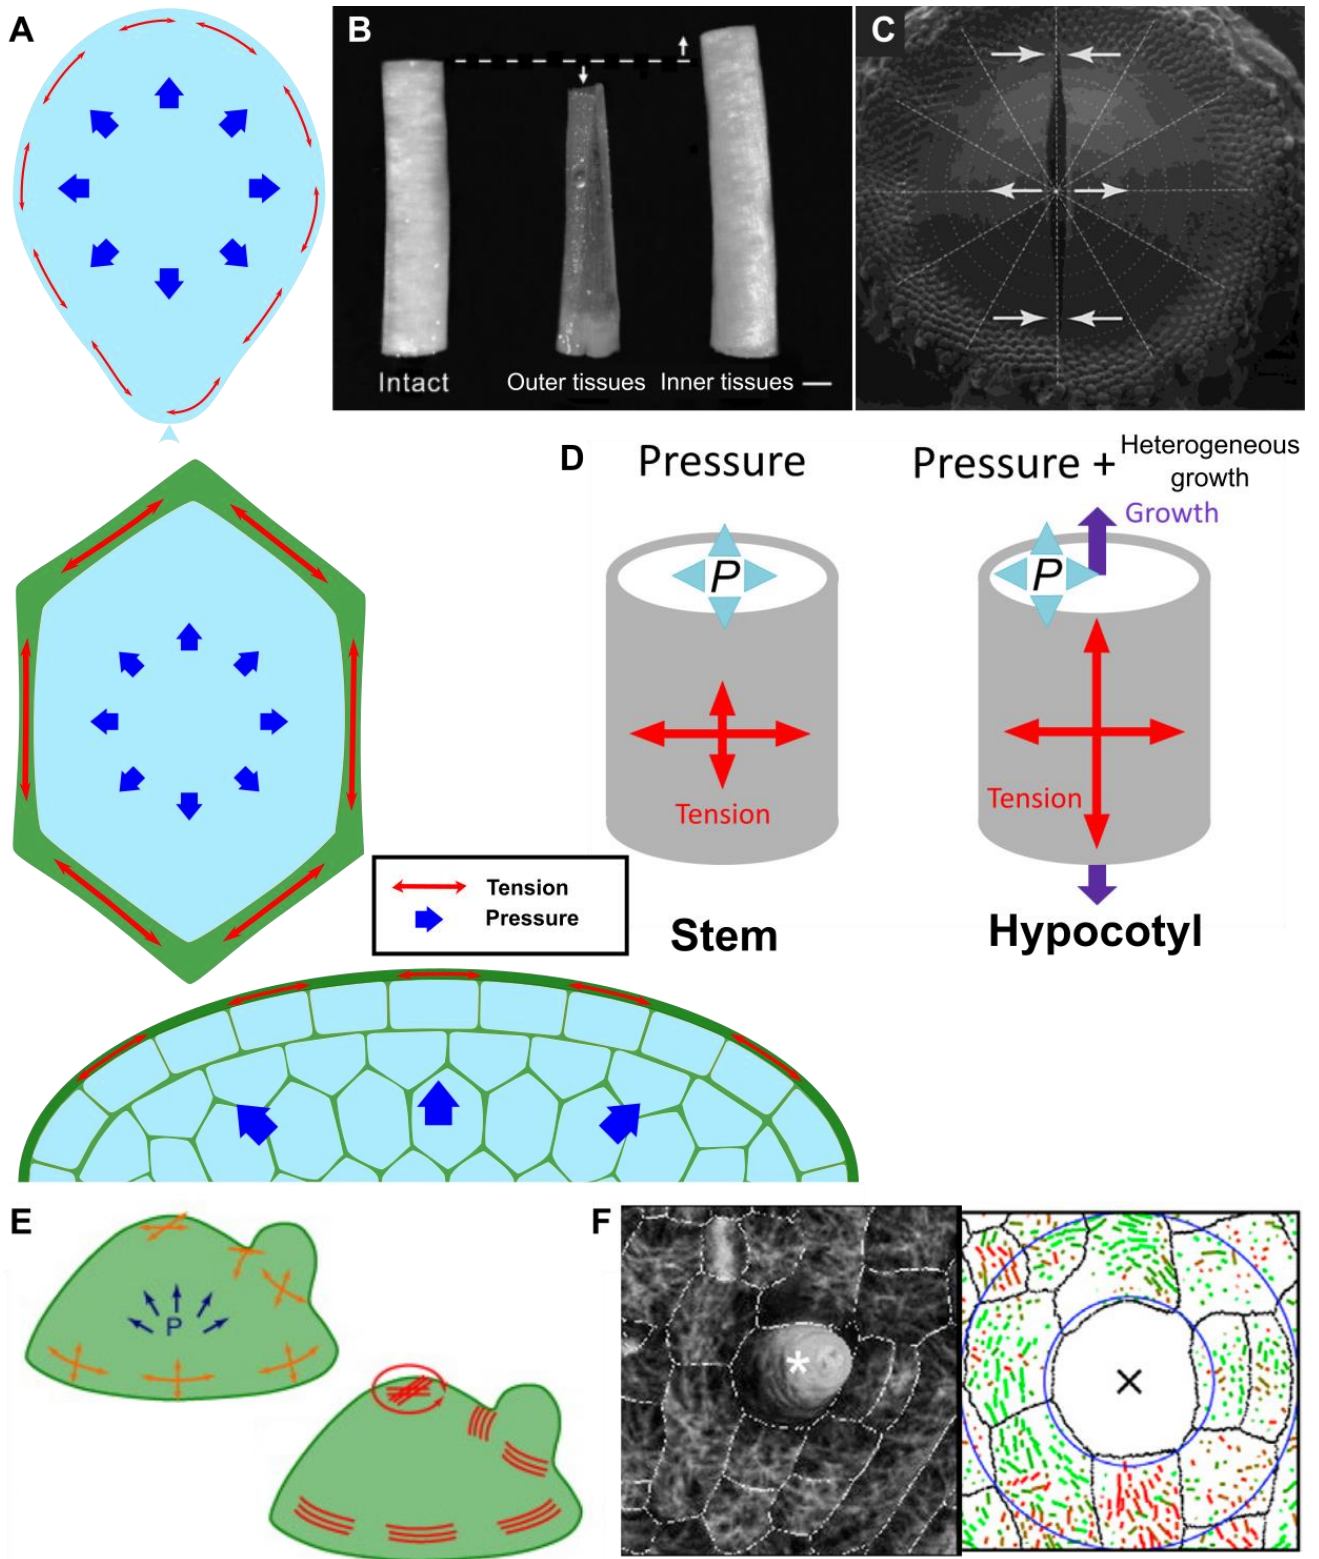 A
B
C
Intact
Outer tissues
Inner tissues
D
Pressure
Pressure +
Heterogeneous
growth
Growth
P
P
Tension
Tension
Tension
Pressure
Stem
Hypocotyl
E
P
F
*
×